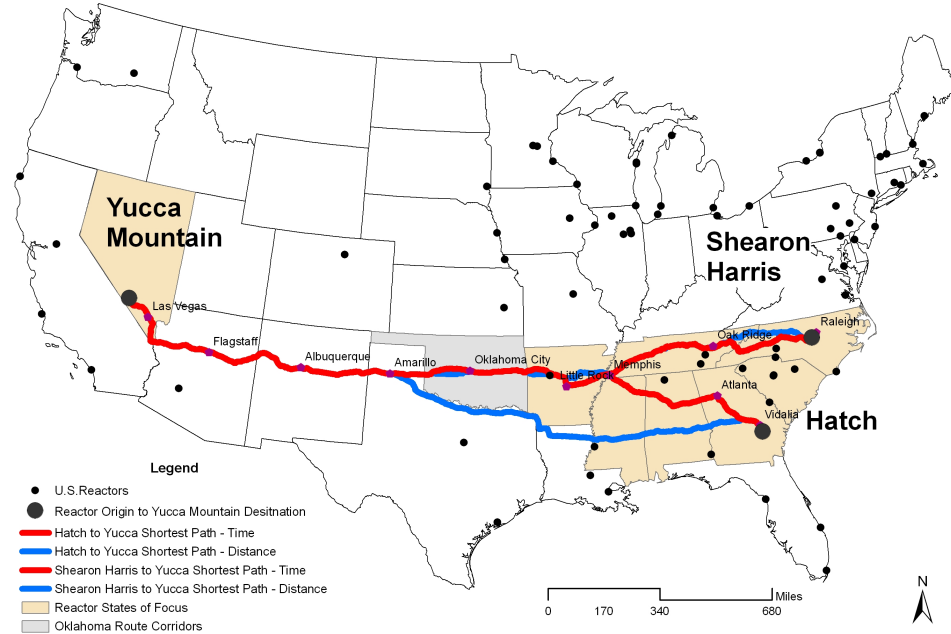 Yucca
Mountain
Shearon
Harris
Las Vegas
Raleigh
Oak Ridge
Flagstaff
Albuquerque
Amarillo
Oklahoma City
Memphis
Little Rock
Atlanta
Vidalia
Hatch
Legend
U.S.Reactors
Reactor Origin to Yucca Mountain Desitnation
Hatch to Yucca Shortest Path - Time
Hatch to Yucca Shortest Path - Distance
Shearon Harris to Yucca Shortest Path - Time
Shearon Harris to Yucca Shortest Path - Distance
Reactor States of Focus
Oklahoma Route Corridors
Miles
0 170 340 680
N